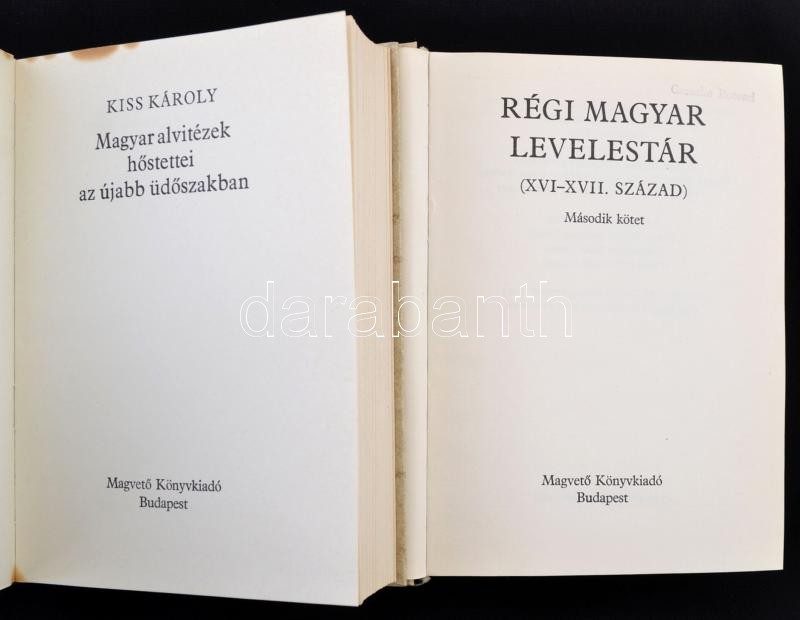 KISS KÁROLY
Magyar alvitézek
hőstettei
az újabb üdőszakban
Magvető Könyvkiadó
Budapest
RÉGI MAGYAR
LEVELESTÁR
(XVI–XVII. SZÁZAD)
Második kötet
Magvető Könyvkiadó
Budapest
darabanth